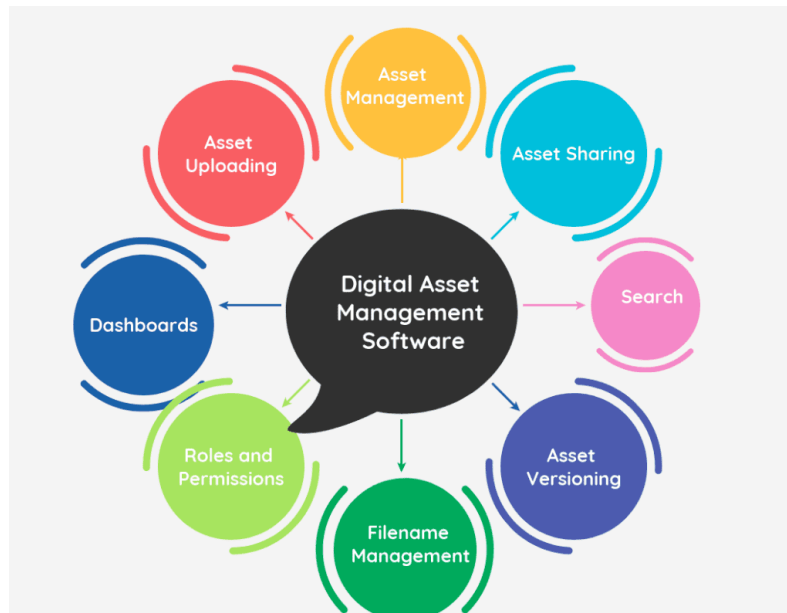 Asset
Management
Asset
Uploading
Asset Sharing
Digital Asset
Management
Software
Search
Dashboards
Roles and
Permissions
Asset
Versioning
Filename
Management